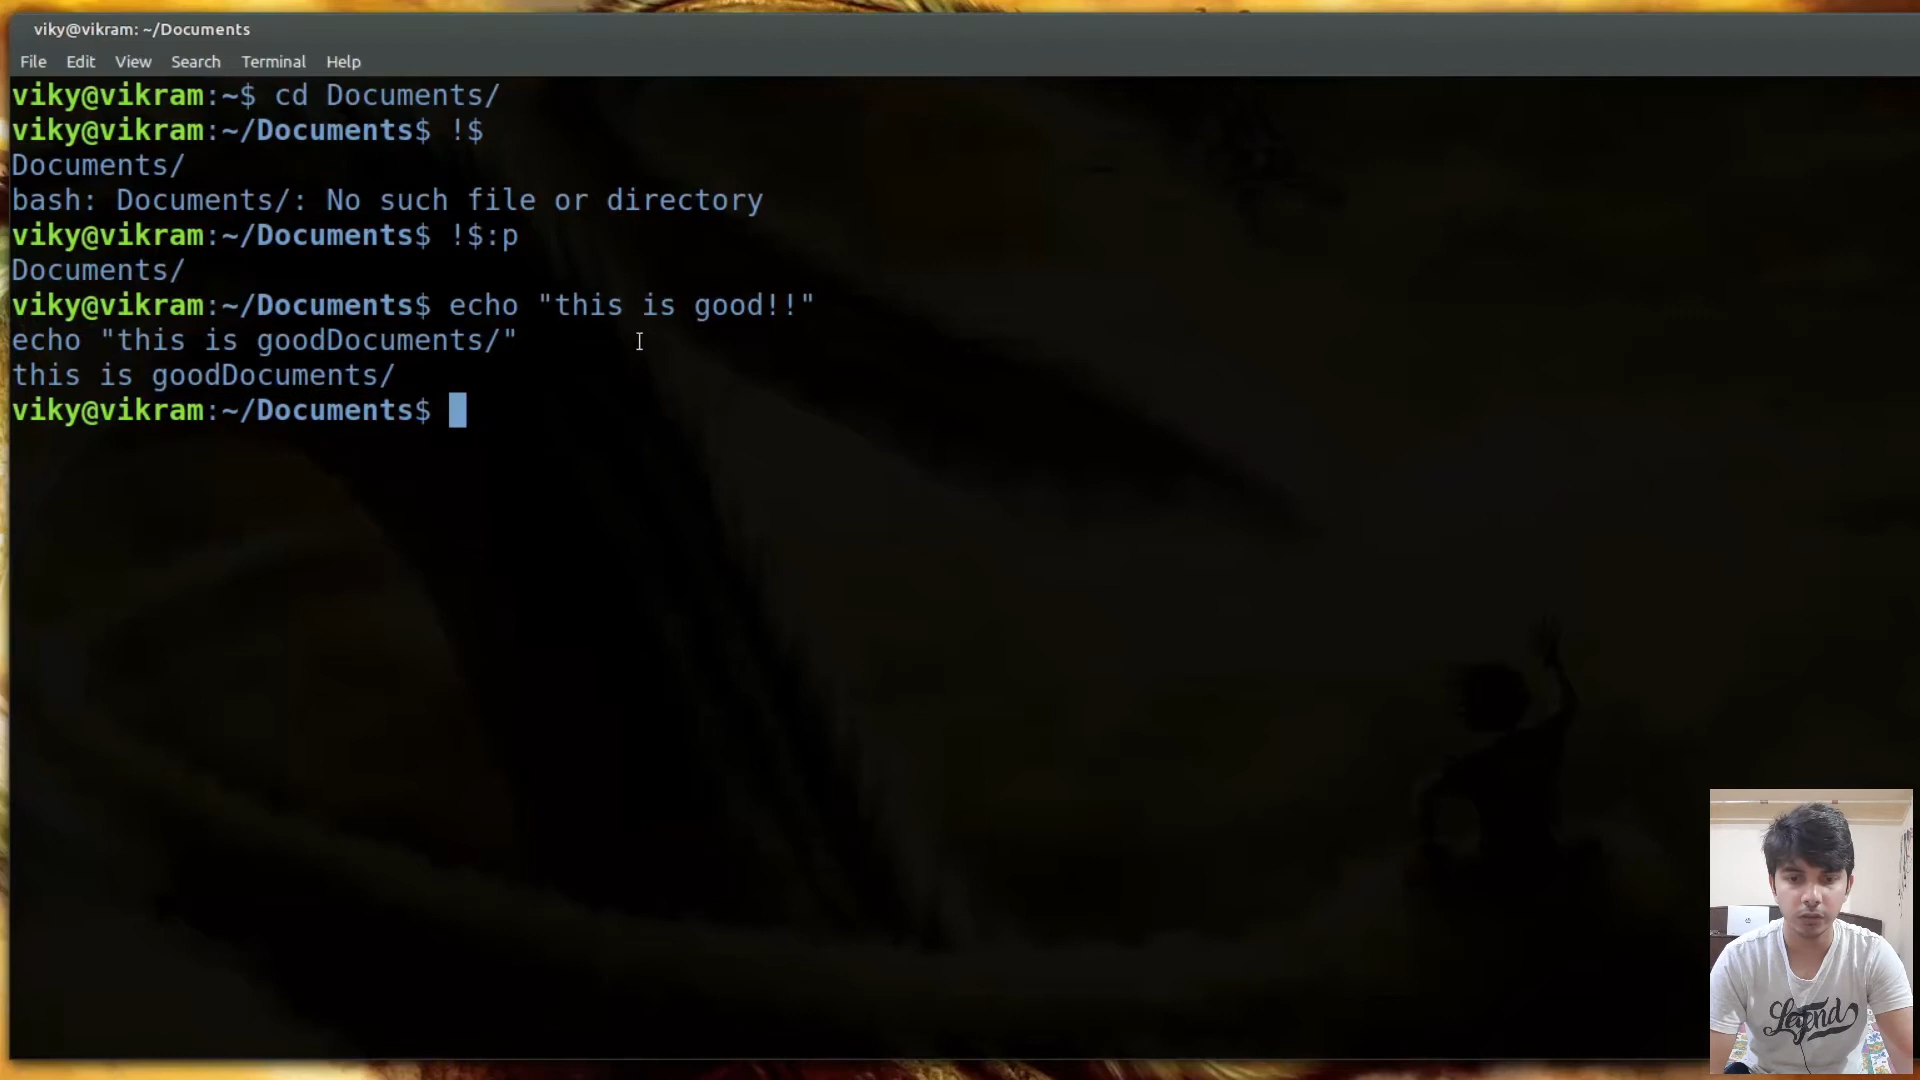 viky@vikram: ~/Documents
File Edit View Search Terminal Help
viky@vikram:~$ cd Documents/
viky@vikram:~/Documents$ !$
Documents/
bash: Documents/: No such file or directory
viky@vikram:~/Documents$ !$:p
Documents/
viky@vikram:~/Documents$ echo "this is good!!"
echo "this is goodDocuments/"
this is goodDocuments/
viky@vikram:~/Documents$
Legend